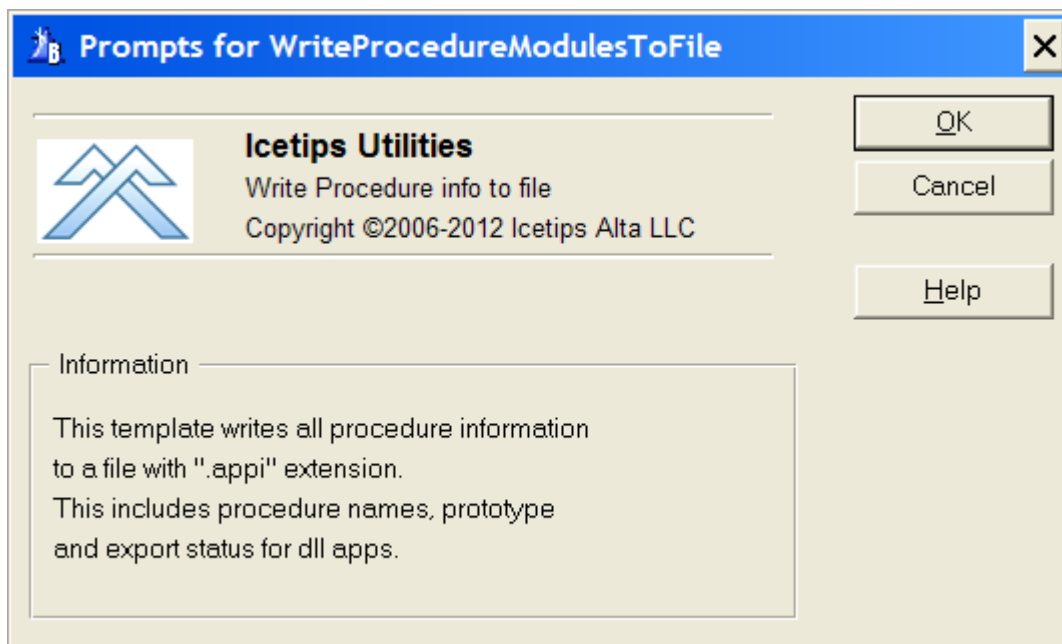 Prompts for WriteProcedureModulesToFile
Icetips Utilities
Write Procedure info to file
Copyright ©2006-2012 Icetips Alta LLC
OK
Cancel
Help
Information
This template writes all procedure information
to a file with ".appi" extension.
This includes procedure names, prototype
and export status for dll apps.